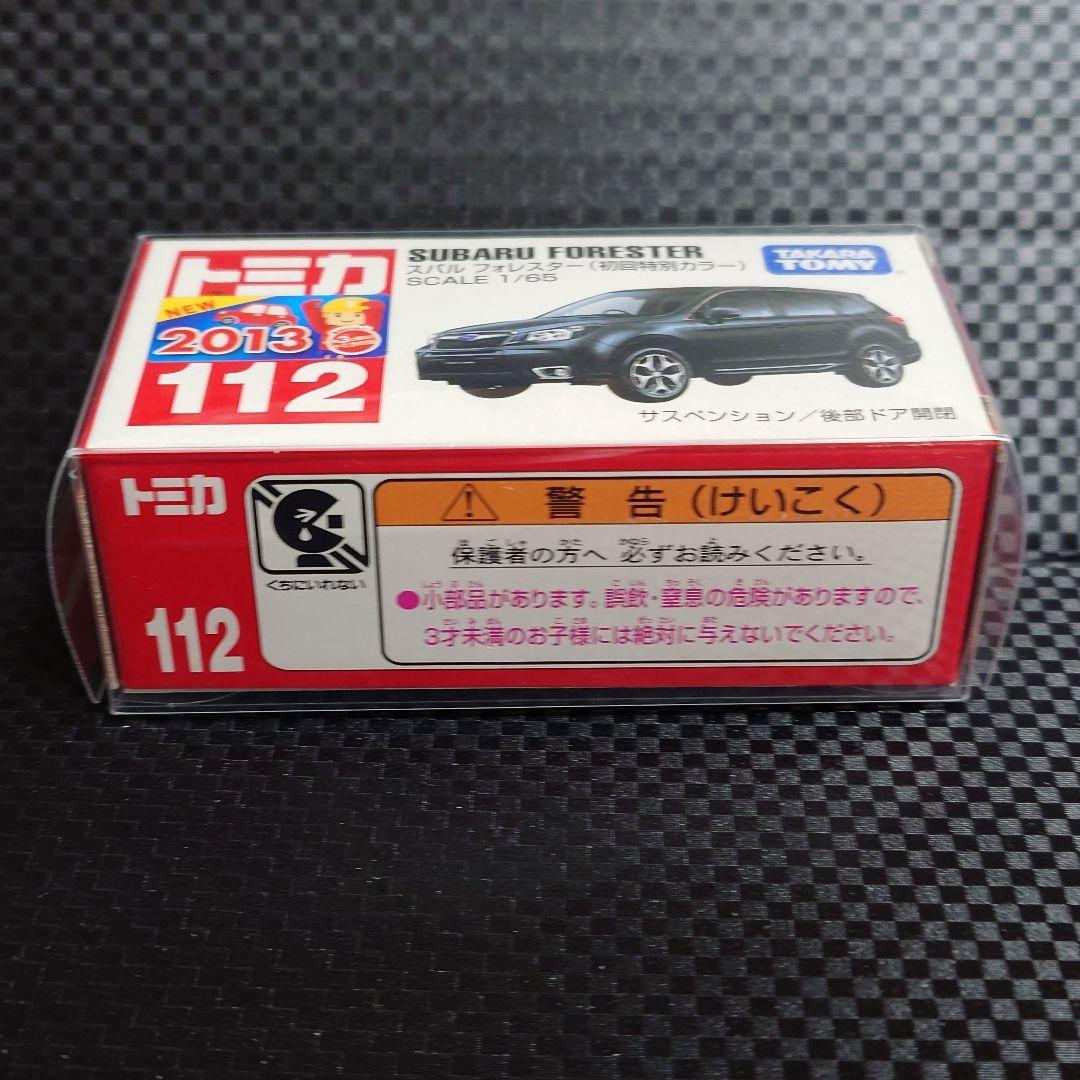 トミカ
NEW
2013
112
SUBARU FORESTER
スバル フォレスター(初回特別カラー)
SCALE 1/65
TAKARA
TOMY
サスペンション/後部ドア開閉
トミカ
112
くちにいれない
警告(けいこく)
保護者の方へ 必ずお読みください。
●小部品があります。誤飲・窒息の危険がありますので、
3才未満のお子様には絶対に与えないでください。